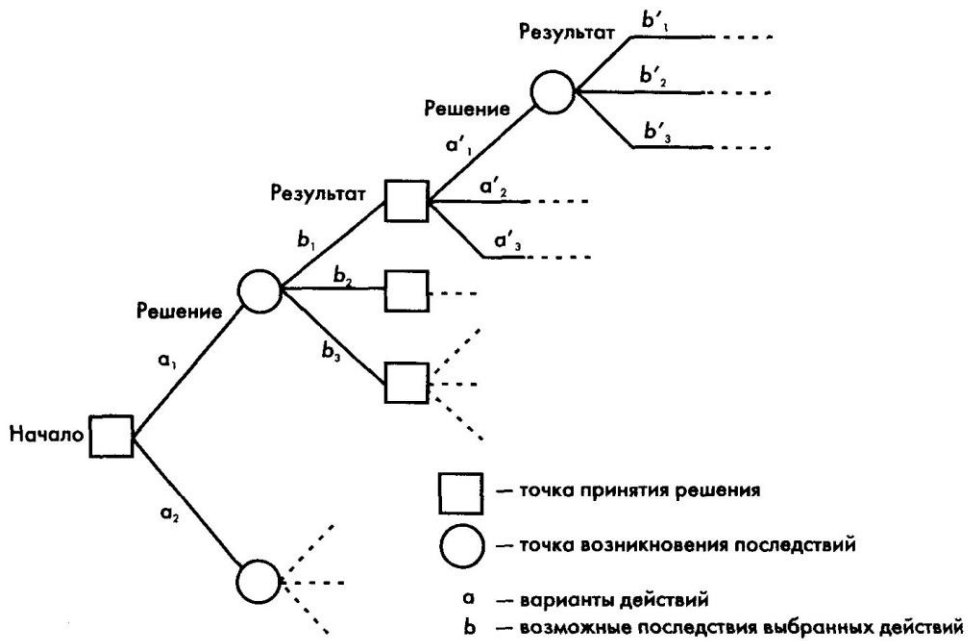 Результат
b′₁
b′₂
b′₃
Решение
a′₁
a′₂
a′₃
Результат
b₁
b₂
b₃
Решение
a₁
Начало
a₂
— точка принятия решения
— точка возникновения последствий
a — варианты действий
b — возможные последствия выбранных действий